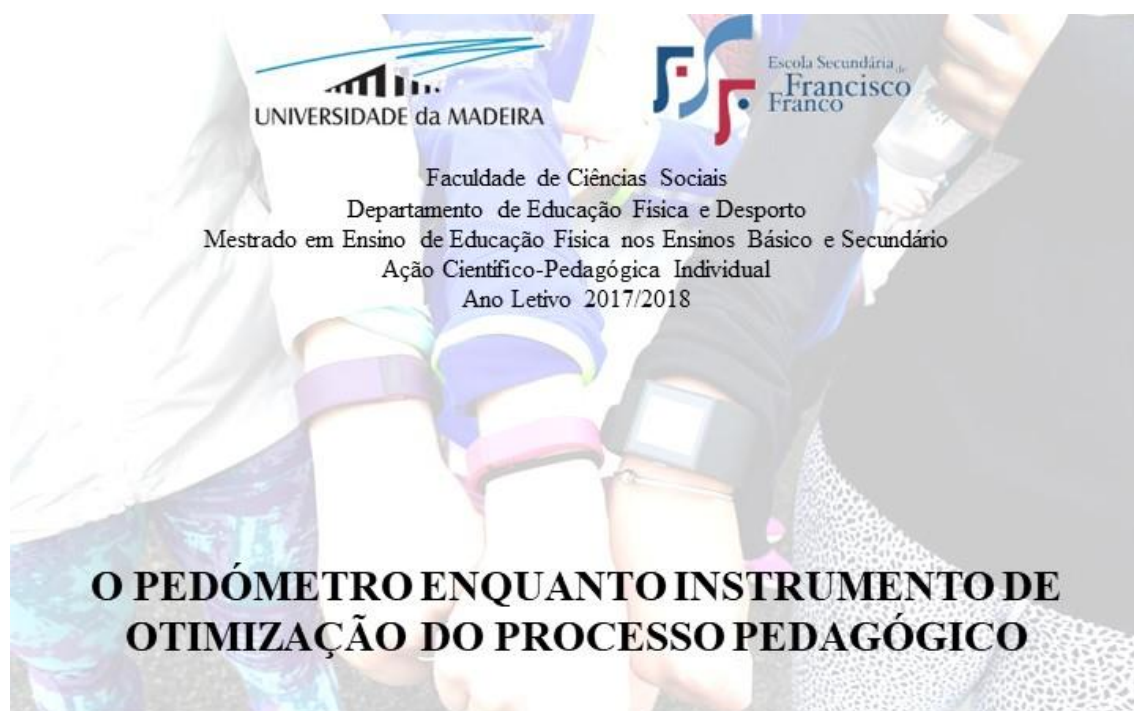 UNIVERSIDADE da MADEIRA
Escola Secundária de
Francisco
Franco
Faculdade de Ciências Sociais
Departamento de Educação Física e Desporto
Mestrado em Ensino de Educação Física nos Ensinos Básico e Secundário
Ação Científico-Pedagógica Individual
Ano Letivo 2017/2018
O PEDÓMETRO ENQUANTO INSTRUMENTO DE
OTIMIZAÇÃO DO PROCESSO PEDAGÓGICO